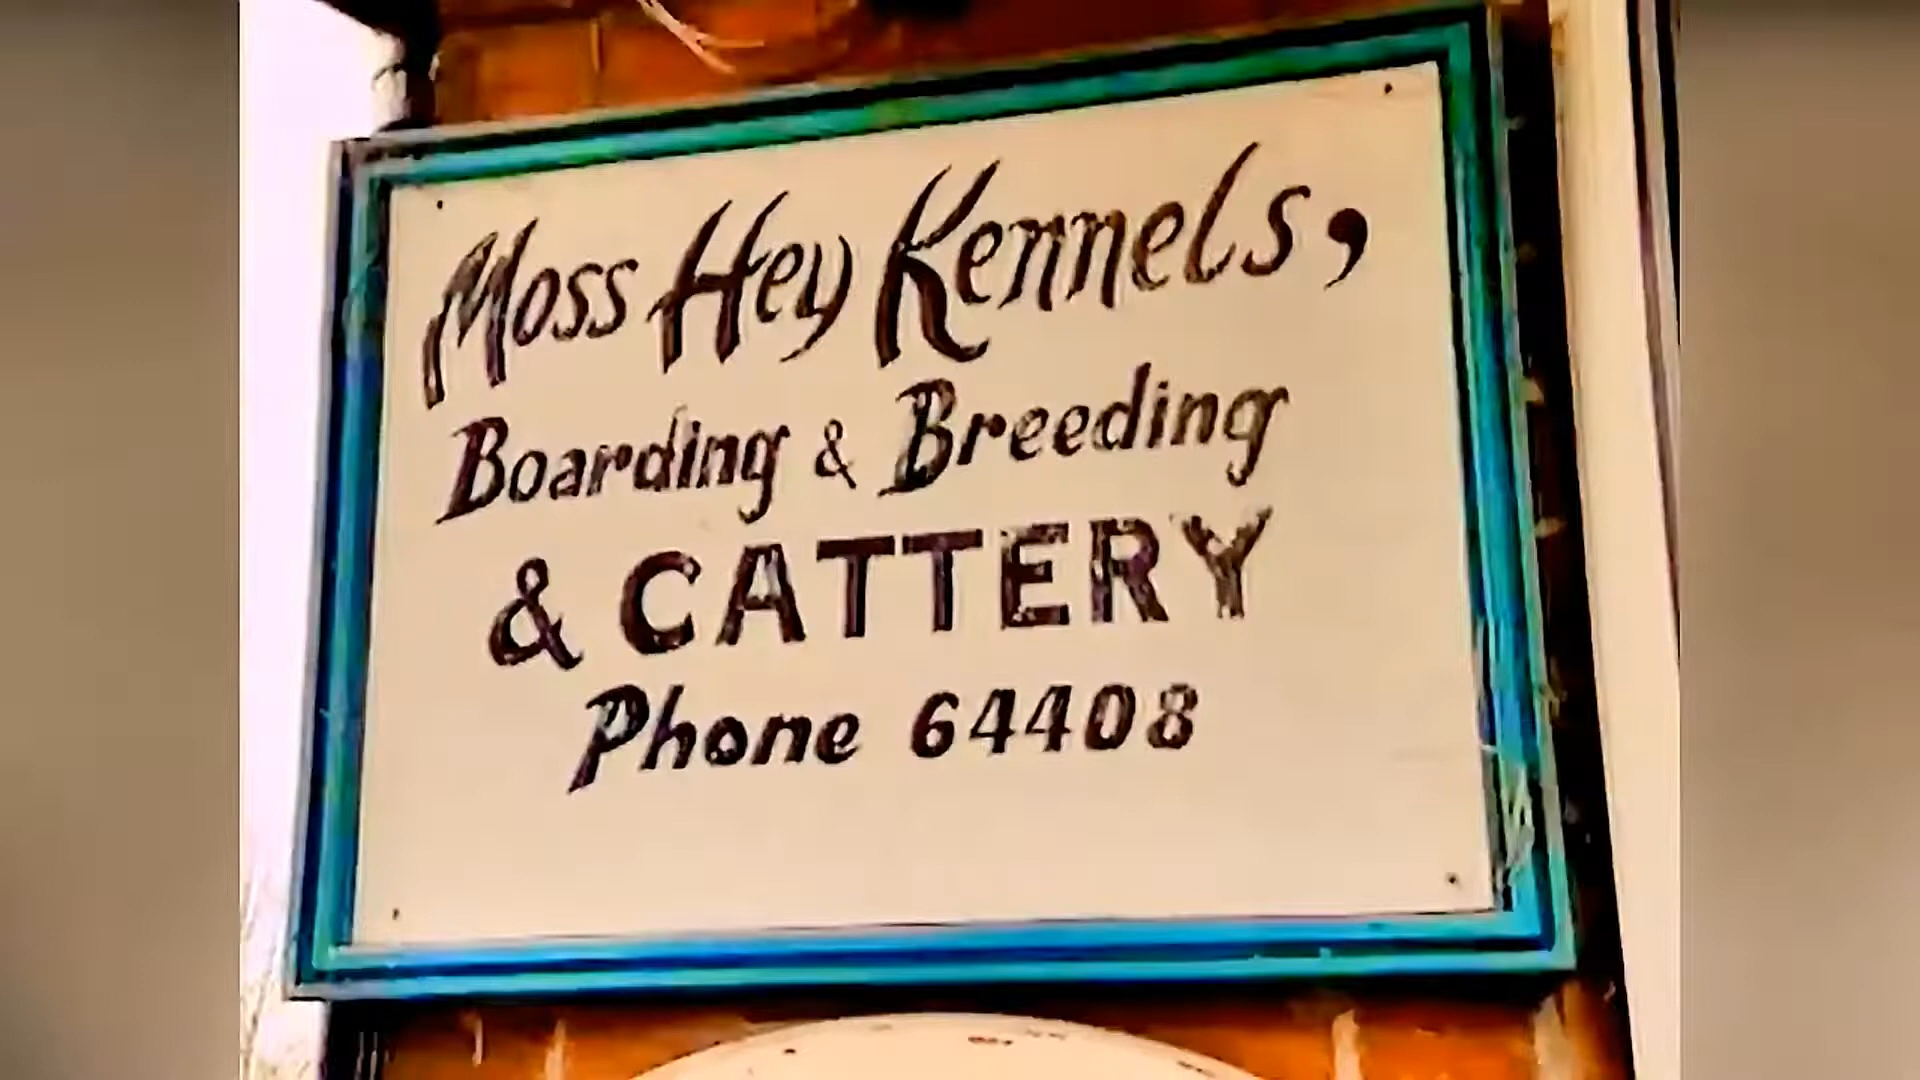 Moss Hey Kennels,
Boarding & Breeding
& CATTERY
Phone 64408